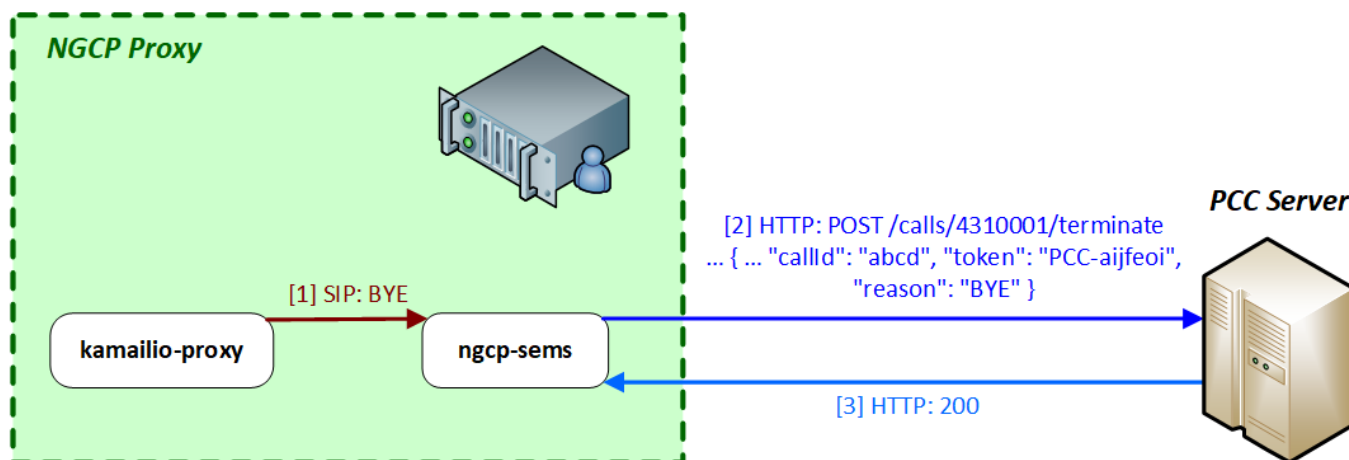 NGCP Proxy
PCC Server
[2] HTTP: POST /calls/4310001/terminate
... { ... "callId": "abcd", "token": "PCC-aijfeoi",
"reason": "BYE" }
[1] SIP: BYE
kamailio-proxy
ngcp-sems
[3] HTTP: 200